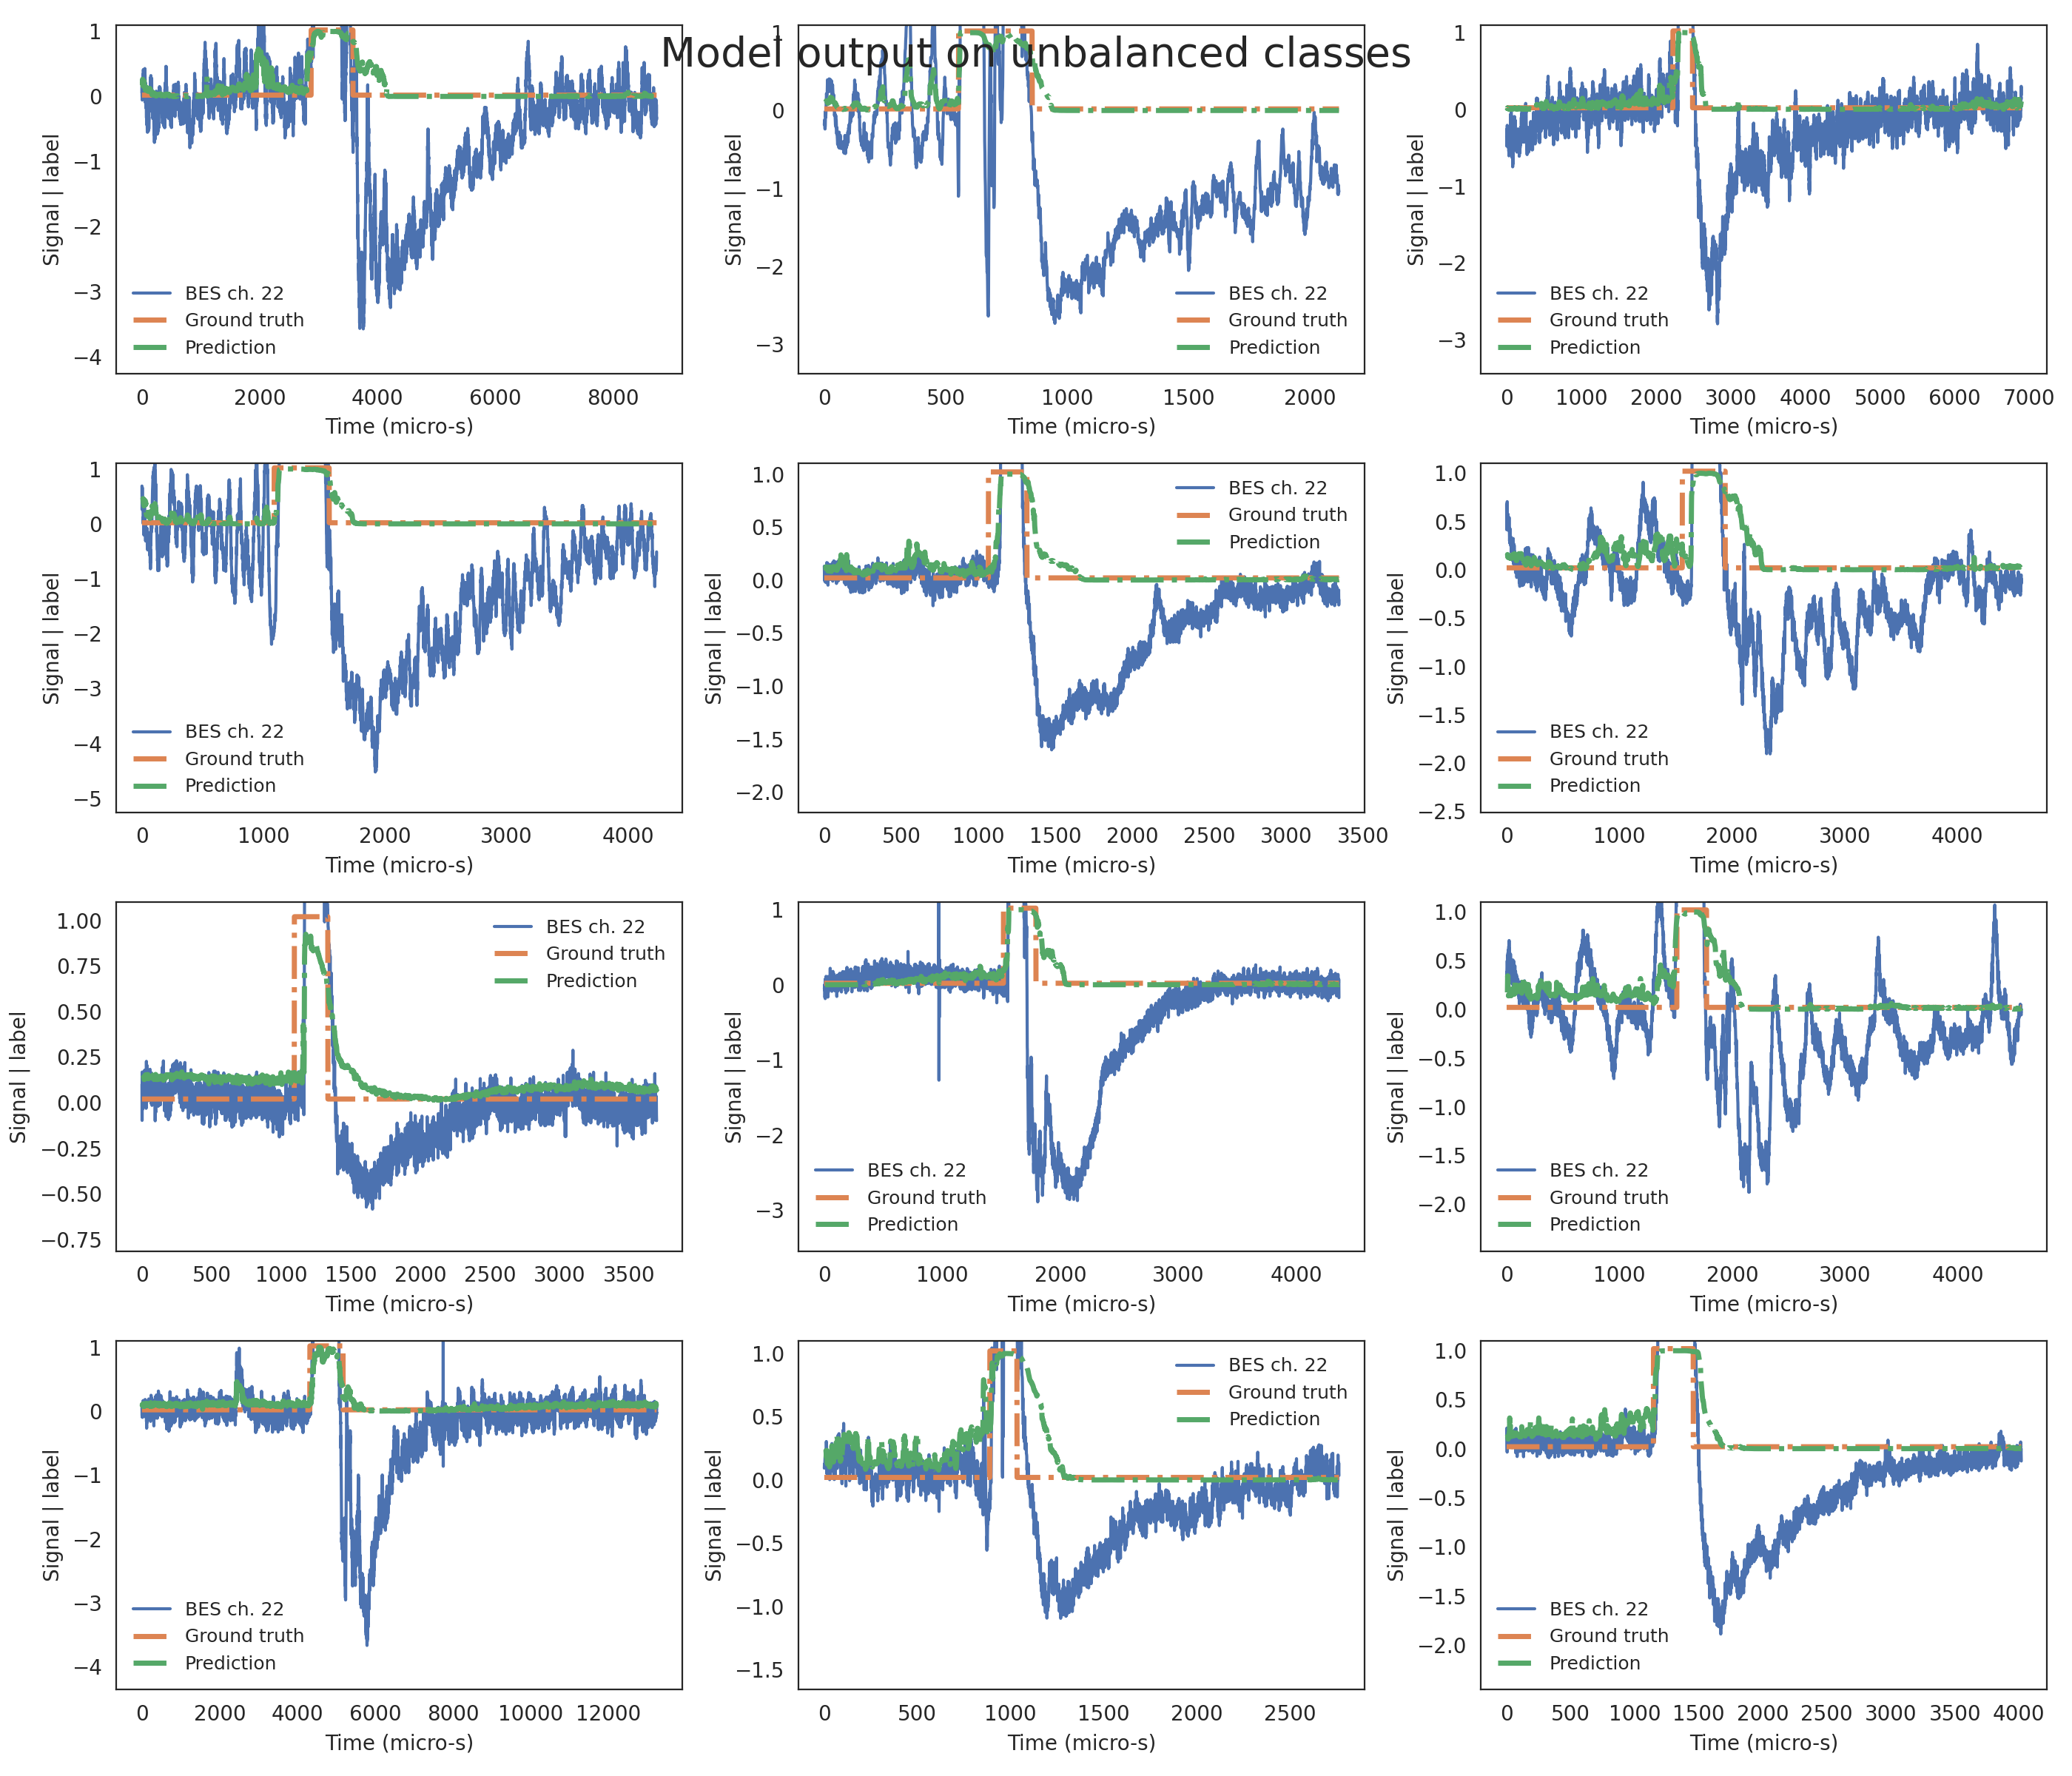 Model output on unbalanced classes
1
0
−1
−2
−3
−4
Signal | label
BES ch. 22
Ground truth
Prediction
0 2000 4000 6000 8000
Time (micro-s)
1
0
−1
−2
−3
Signal | label
BES ch. 22
Ground truth
Prediction
0 500 1000 1500 2000
Time (micro-s)
1
0
−1
−2
−3
Signal | label
BES ch. 22
Ground truth
Prediction
0 1000 2000 3000 4000 5000 6000 7000
Time (micro-s)
1
0
−1
−2
−3
−4
−5
Signal | label
BES ch. 22
Ground truth
Prediction
0 1000 2000 3000 4000
Time (micro-s)
1.0
0.5
0.0
−0.5
−1.0
−1.5
−2.0
Signal | label
BES ch. 22
Ground truth
Prediction
0 500 1000 1500 2000 2500 3000 3500
Time (micro-s)
1.0
0.5
0.0
−0.5
−1.0
−1.5
−2.0
−2.5
Signal | label
BES ch. 22
Ground truth
Prediction
0 1000 2000 3000 4000
Time (micro-s)
1.00
0.75
0.50
0.25
0.00
−0.25
−0.50
−0.75
Signal | label
BES ch. 22
Ground truth
Prediction
0 500 1000 1500 2000 2500 3000 3500
Time (micro-s)
1
0
−1
−2
−3
Signal | label
BES ch. 22
Ground truth
Prediction
0 1000 2000 3000 4000
Time (micro-s)
1.0
0.5
0.0
−0.5
−1.0
−1.5
−2.0
Signal | label
BES ch. 22
Ground truth
Prediction
0 1000 2000 3000 4000
Time (micro-s)
1
0
−1
−2
−3
−4
Signal | label
BES ch. 22
Ground truth
Prediction
0 2000 4000 6000 8000 10000 12000
Time (micro-s)
1.0
0.5
0.0
−0.5
−1.0
−1.5
Signal | label
BES ch. 22
Ground truth
Prediction
0 500 1000 1500 2000 2500
Time (micro-s)
1.0
0.5
0.0
−0.5
−1.0
−1.5
−2.0
Signal | label
BES ch. 22
Ground truth
Prediction
0 500 1000 1500 2000 2500 3000 3500 4000
Time (micro-s)